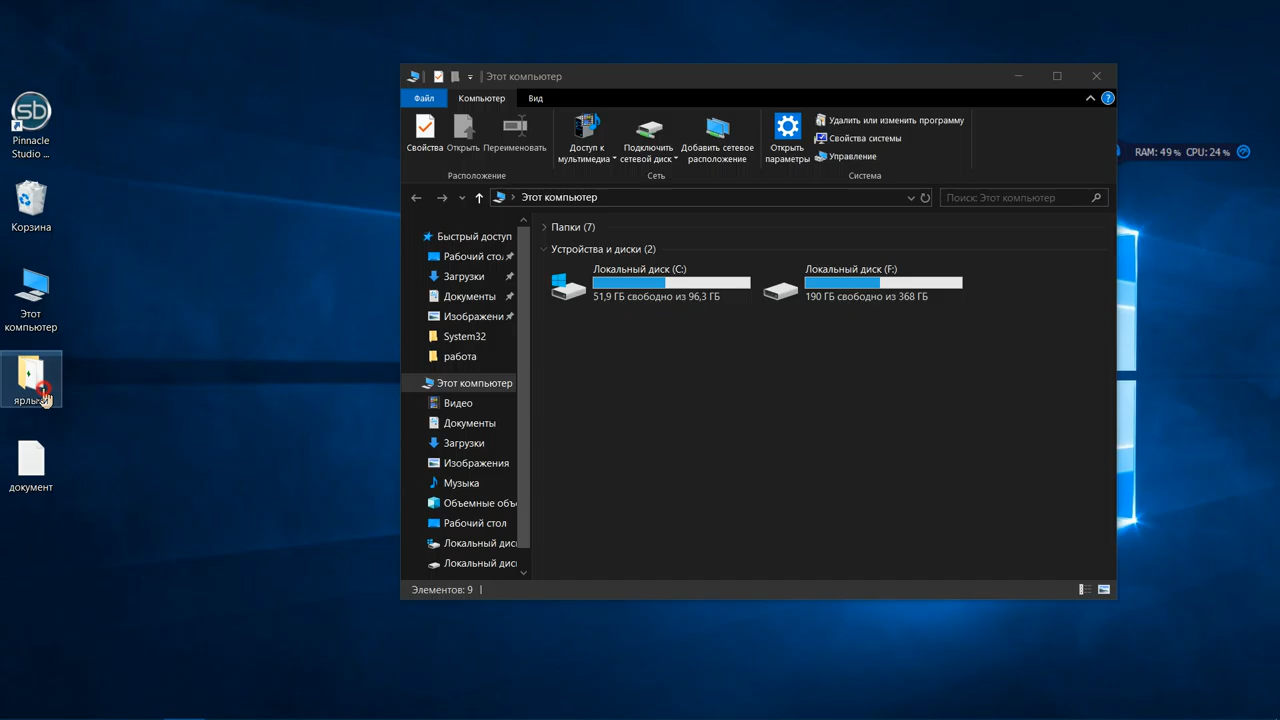 Pinnacle
Studio ...
Корзина
Этот
компьютер
документ
Этот компьютер
Файл
Компьютер
Вид
Свойства
Открыть
Переименовать
Расположение
Доступ к
мультимедиа
Подключить
сетевой диск
Добавить сетевое
расположение
Сеть
Открыть
параметры
Удалить или изменить программу
Свойства системы
Управление
Система
Этот компьютер
Поиск: Этот компьютер
Быстрый доступ
Рабочий сто
Загрузки
Документы
Изображени
System32
работа
Этот компьютер
Видео
Документы
Загрузки
Изображения
Музыка
Объемные объ
Рабочий стол
Локальный дис
Локальный дис
Папки (7)
Устройства и диски (2)
Локальный диск (C:)
51,9 ГБ свободно из 96,3 ГБ
Локальный диск (F:)
190 ГБ свободно из 368 ГБ
Элементов: 9
RAM: 49 % CPU: 24 %